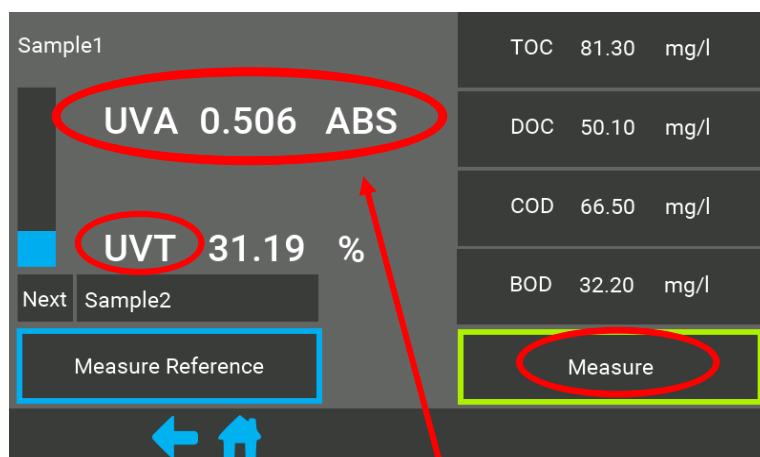 Sample1
UVA 0.506 ABS
UVT 31.19 %
Next Sample2
Measure Reference
TOC 81.30 mg/l
DOC 50.10 mg/l
COD 66.50 mg/l
BOD 32.20 mg/l
Measure